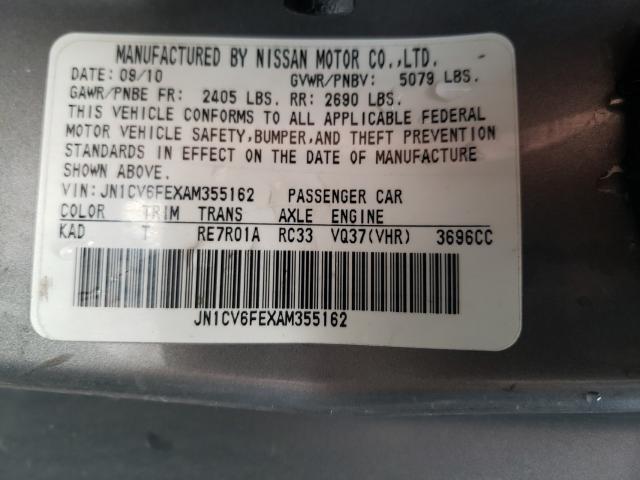 MANUFACTURED BY NISSAN MOTOR CO.,LTD.
DATE: 09/10 GVWR/PNBV: 5079 LBS.
GAWR/PNBE FR: 2405 LBS. RR: 2690 LBS.
THIS VEHICLE CONFORMS TO ALL APPLICABLE FEDERAL
MOTOR VEHICLE SAFETY,BUMPER,AND THEFT PREVENTION
STANDARDS IN EFFECT ON THE DATE OF MANUFACTURE
SHOWN ABOVE.
VIN:JN1CV6FEXAM355162 PASSENGER CAR
COLOR TRIM TRANS AXLE ENGINE
KAD T RE7R01A RC33 VQ37(VHR) 3696CC
JN1CV6FEXAM355162